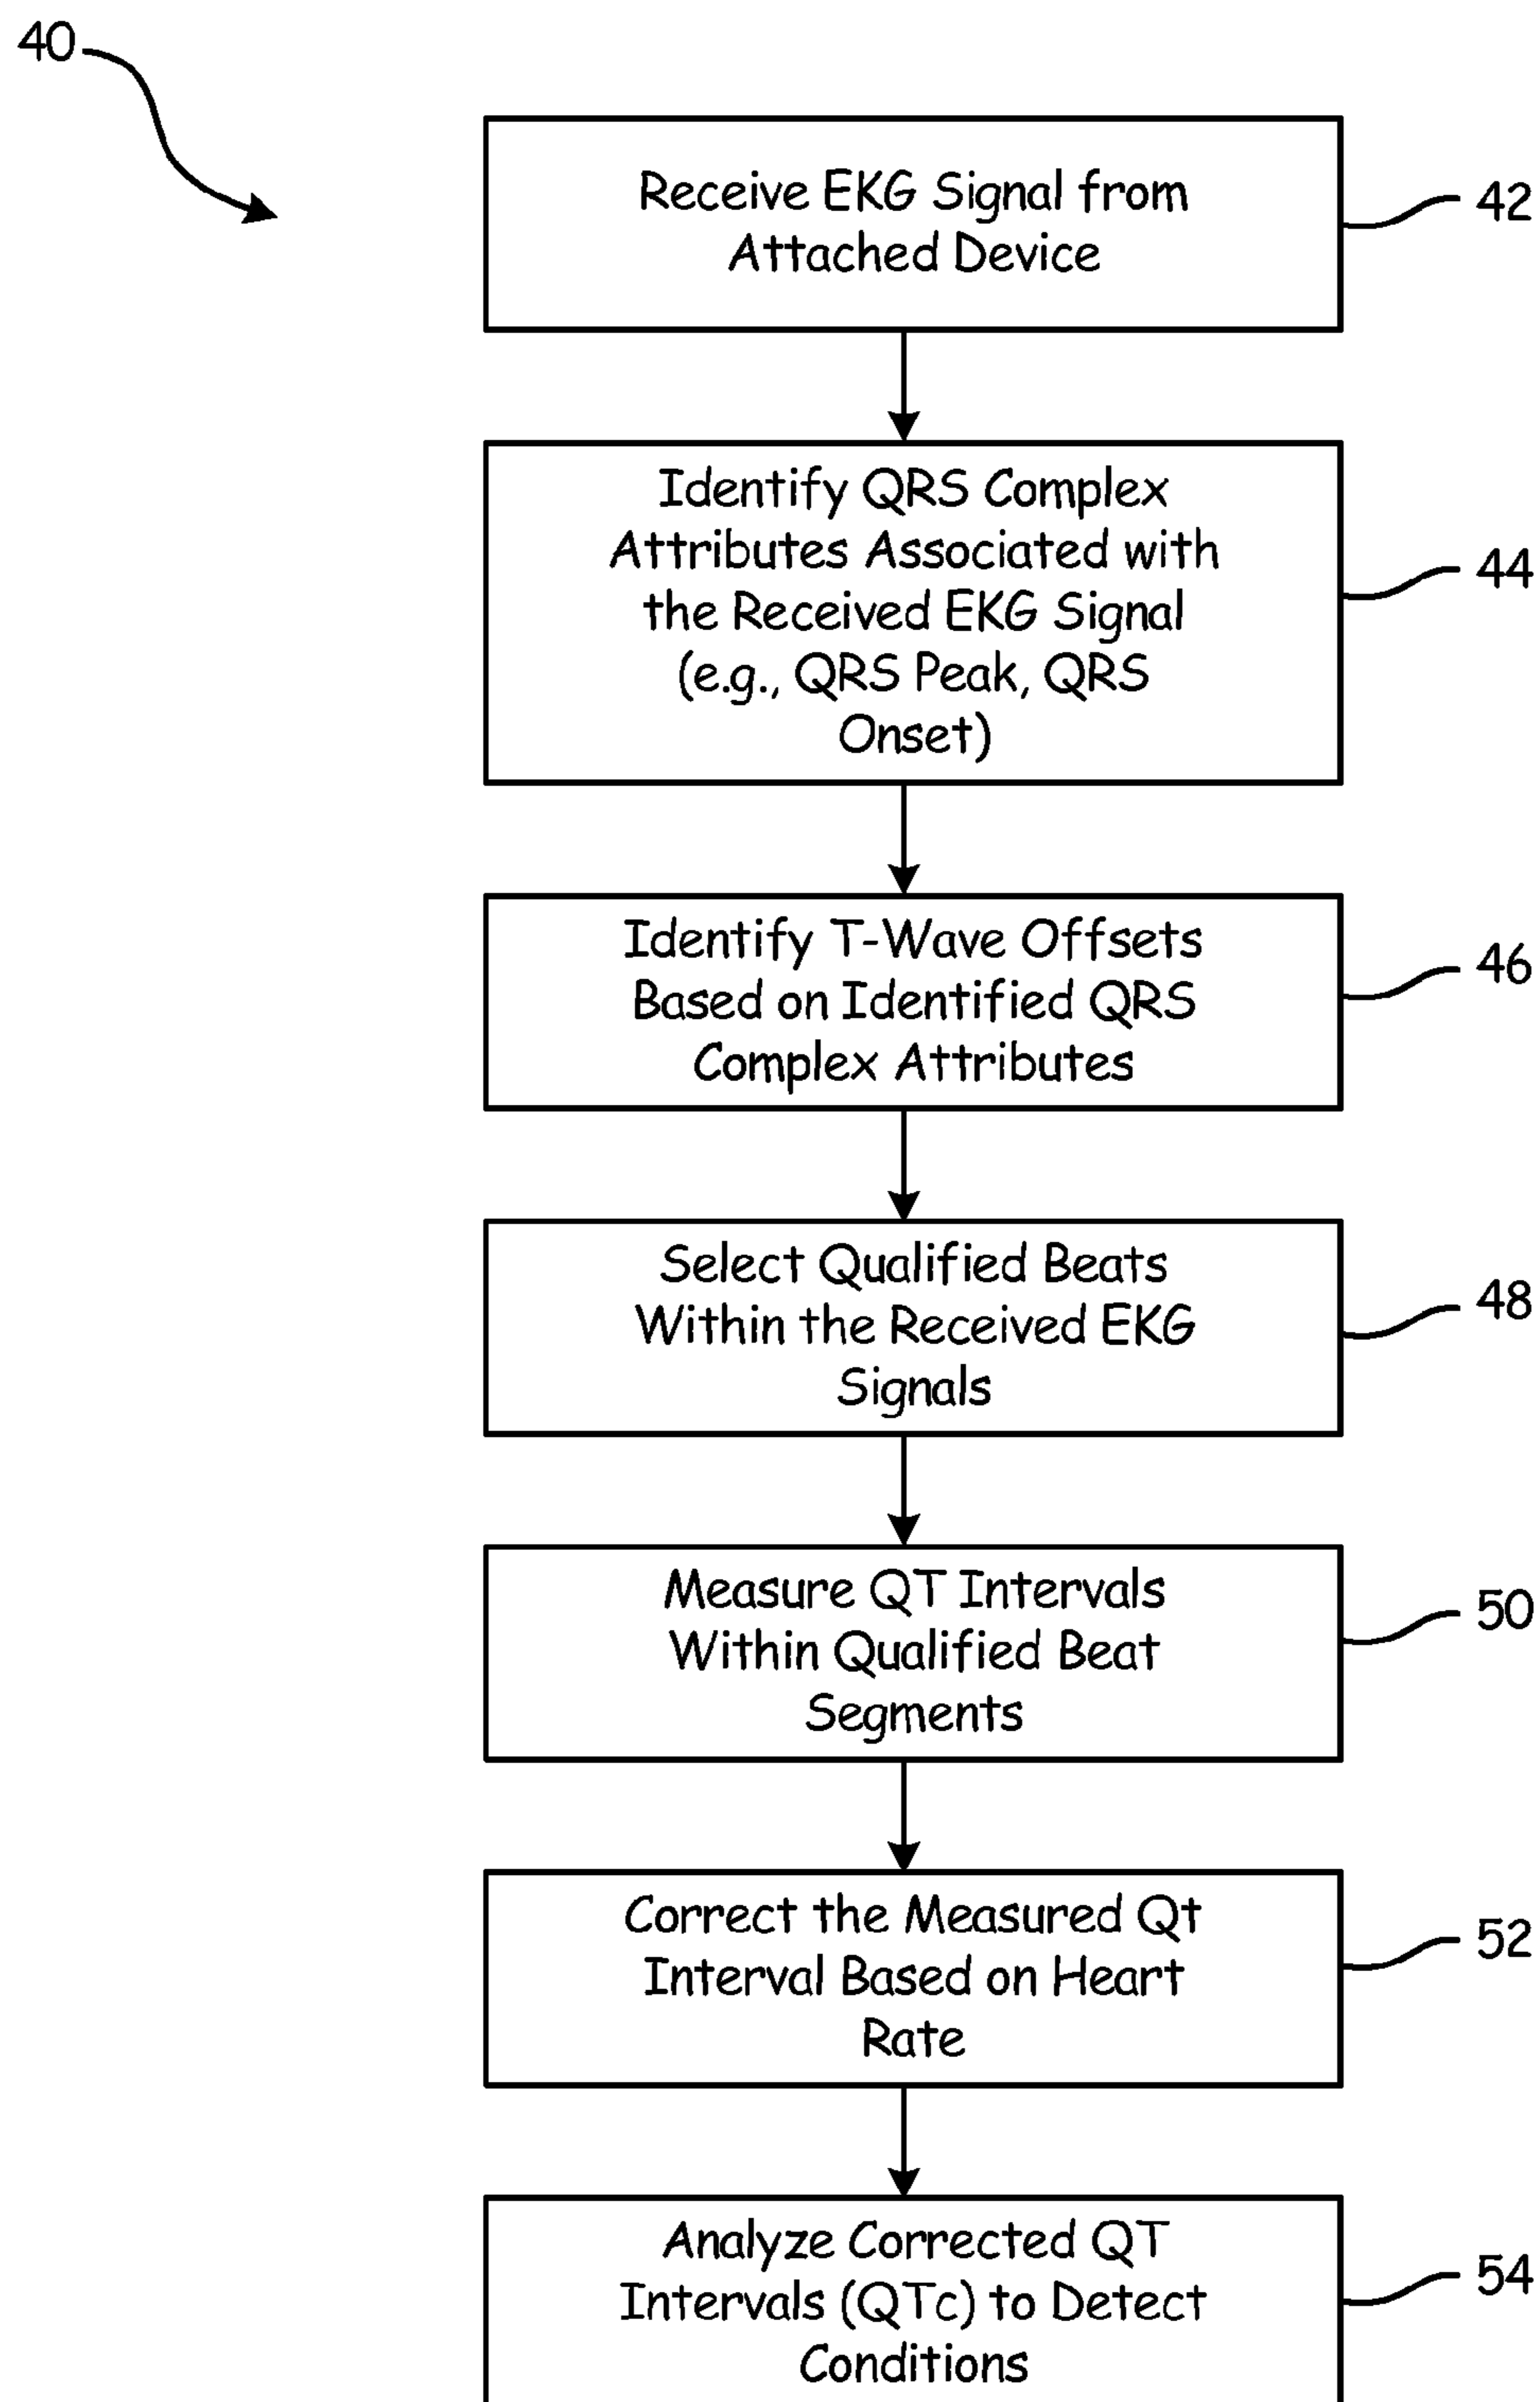 40
Receive EKG Signal from
Attached Device
42
Identify QRS Complex
Attributes Associated with
the Received EKG Signal
(e.g., QRS Peak, QRS
Onset)
44
Identify T-Wave Offsets
Based on Identified QRS
Complex Attributes
46
Select Qualified Beats
Within the Received EKG
Signals
48
Measure QT Intervals
Within Qualified Beat
Segments
50
Correct the Measured Qt
Interval Based on Heart
Rate
52
Analyze Corrected QT
Intervals (QTc) to Detect
Conditions
54